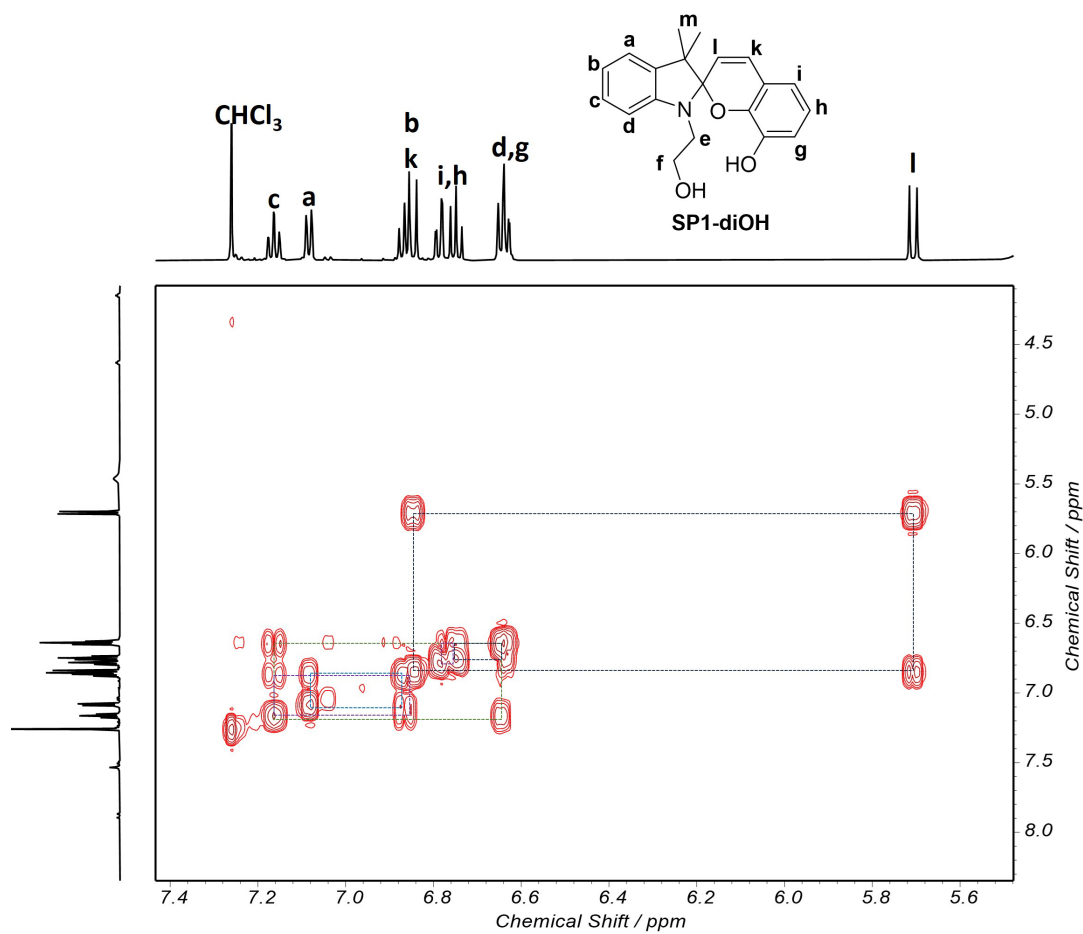 m
a
l
k
b
i
CHCl3
b
c
O
h
N
d
k
i,h
d,g
e
HO
g
l
c
a
f
OH
SP1-diOH
4.5
5.0
5.5
6.0
6.5
7.0
7.5
8.0
Chemical Shift / ppm
7.4
7.2
7.0
6.8
6.6
6.4
6.2
6.0
5.8
5.6
Chemical Shift / ppm